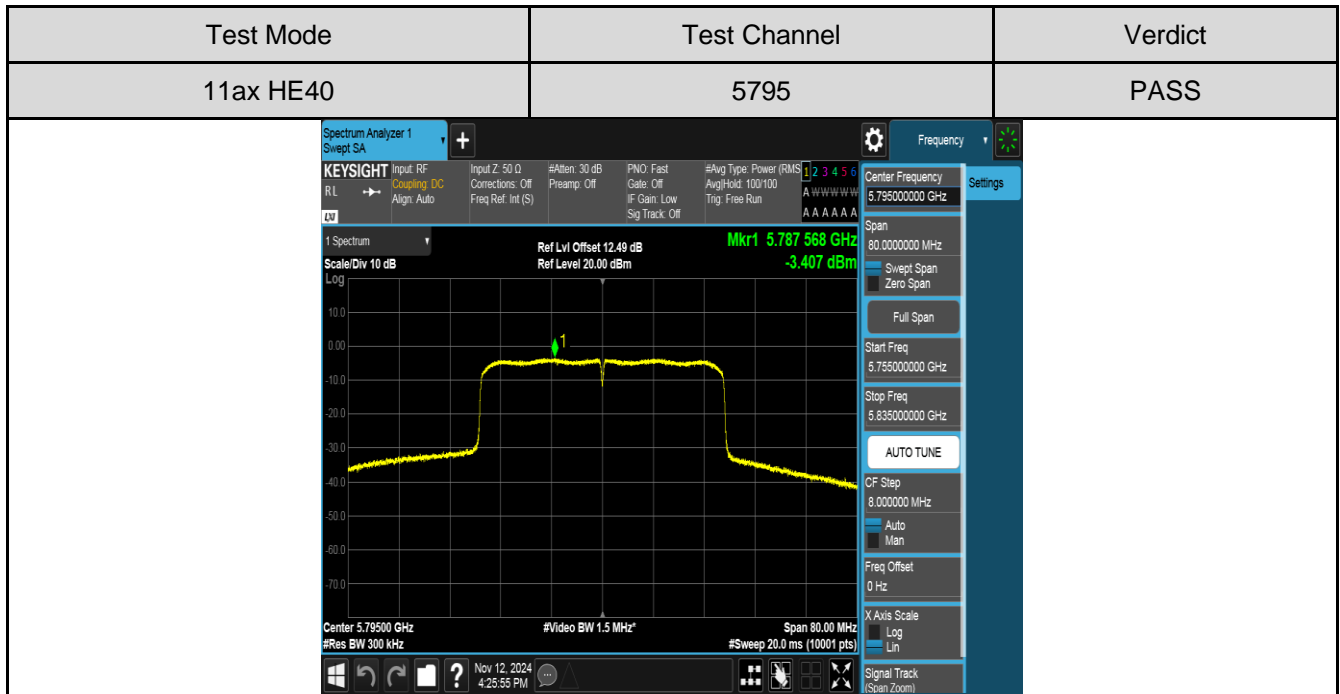 Test Mode Test Channel Verdict
11ax HE40 5795 PASS
Spectrum Analyzer 1
Swept SA
+
Frequency
KEYSIGHT Input: RF Input Z: 50 Ω #Atten: 30 dB PNO: Fast #Avg Type: Power (RMS 1 2 3 4 5 6
RL Coupling: DC Corrections: Off Preamp: Off Gate: Off Avg|Hold: 100/100 A W W W W W
Align: Auto Freq Ref: Int (S) IF Gain: Low Trig: Free Run
LXI Sig Track: Off A A A A A A
1 Spectrum Ref Lvl Offset 12.49 dB Mkr1 5.787 568 GHz
Scale/Div 10 dB Ref Level 20.00 dBm -3.407 dBm
Log
10.0
0.00
1
-10.0
-20.0
-30.0
-40.0
-50.0
-60.0
-70.0
Center 5.79500 GHz #Video BW 1.5 MHz* Span 80.00 MHz
#Res BW 300 kHz #Sweep 20.0 ms (10001 pts)
Center Frequency
5.795000000 GHz
Settings
Span
80.0000000 MHz
Swept Span
Zero Span
Full Span
Start Freq
5.755000000 GHz
Stop Freq
5.835000000 GHz
AUTO TUNE
CF Step
8.000000 MHz
Auto
Man
Freq Offset
0 Hz
X Axis Scale
Log
Lin
Signal Track
(Span Zoom)
? Nov 12, 2024
4:25:55 PM